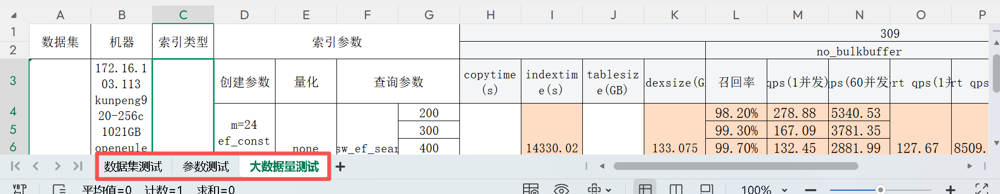 A B C D E F G H I J K L M N O P
1 数据集 机器 索引类型 索引参数 309
2 no_bulkbuffer
3 172.16.1
03.113
kunpeng9
创建参数 量化 查询参数 copytime
(s) indextim
e(s) tablesiz
e(GB) dexsize(G 召回率 qps(1并发) ps(60并发 rt qps(1并 rt qps
4 20-256c 200 98.20% 278.88 5340.53
m=24
5 1021GB 300 99.30% 167.09 3781.35
ef_const
6 openeule none sw_ef_sear 400 14330.02 133.075 99.70% 132.45 2881.99 127.67 8509.
数据集测试 参数测试 大数据量测试 +
平均值=0 计数=1 求和=0 100%